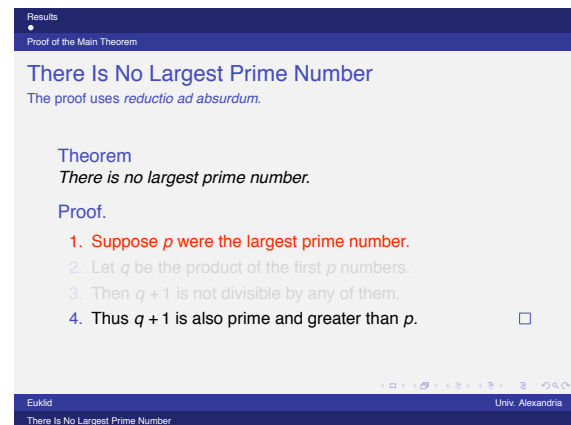 Results
Proof of the Main Theorem
There Is No Largest Prime Number
The proof uses reductio ad absurdum.
Theorem
There is no largest prime number.
Proof.
1. Suppose p were the largest prime number.
2. Let q be the product of the first p numbers.
3. Then q + 1 is not divisible by any of them.
4. Thus q + 1 is also prime and greater than p.
Euklid Univ. Alexandria
There Is No Largest Prime Number